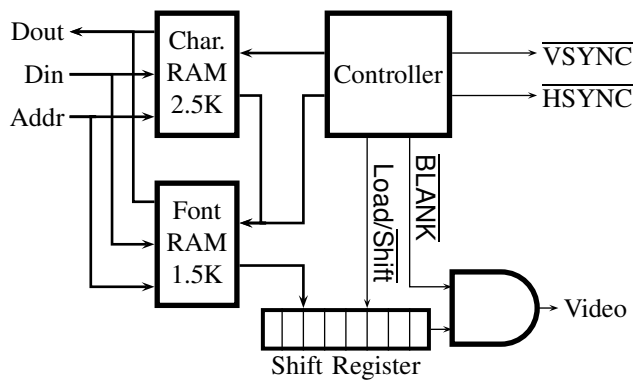 Dout
Din
Addr
Char.
RAM
2.5K
Controller
VSYNC
HSYNC
Font
RAM
1.5K
Load/Shift
BLANK
Video
Shift Register